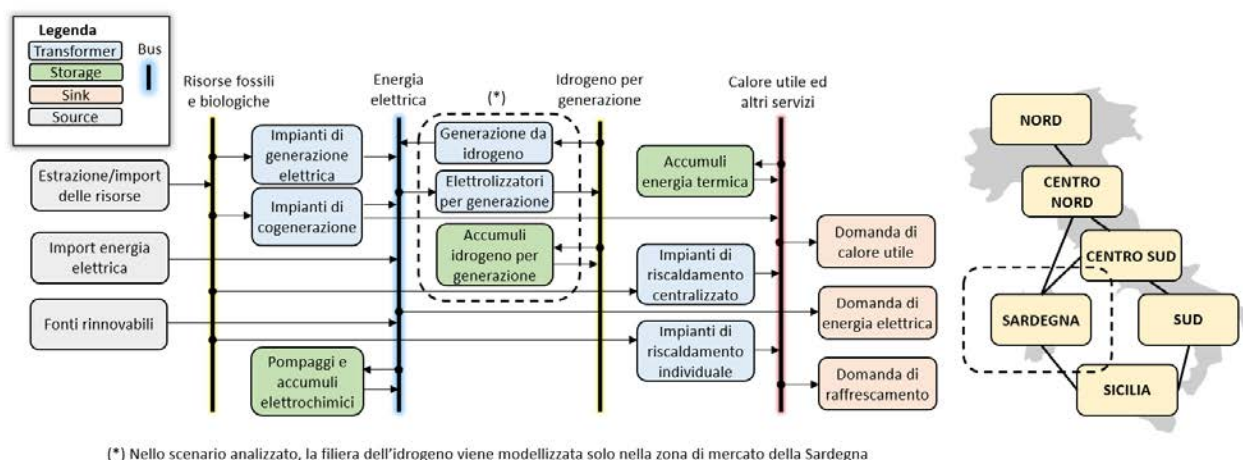 Legenda
Transformer
Storage
Sink
Source
Bus
Risorse fossili
e biologiche
Energia
elettrica
(*)
Idrogeno per
generazione
Calore utile ed
altri servizi
Estrazione/import
delle risorse
Import energia
elettrica
Fonti rinnovabili
Impianti di
generazione
elettrica
Impianti di
cogenerazione
Pompaggi e
accumuli
elettrochimici
Generazione da
idrogeno
Elettrolizzatori
per generazione
Accumuli
idrogeno per
generazione
Accumuli
energia termica
Impianti di
riscaldamento
centralizzato
Impianti di
riscaldamento
individuale
Domanda di
calore utile
Domanda di
energia elettrica
Domanda di
raffrescamento
NORD
CENTRO
NORD
CENTRO SUD
SARDEGNA
SUD
SICILIA
(*) Nello scenario analizzato, la filiera dell'idrogeno viene modellizzata solo nella zona di mercato della Sardegna